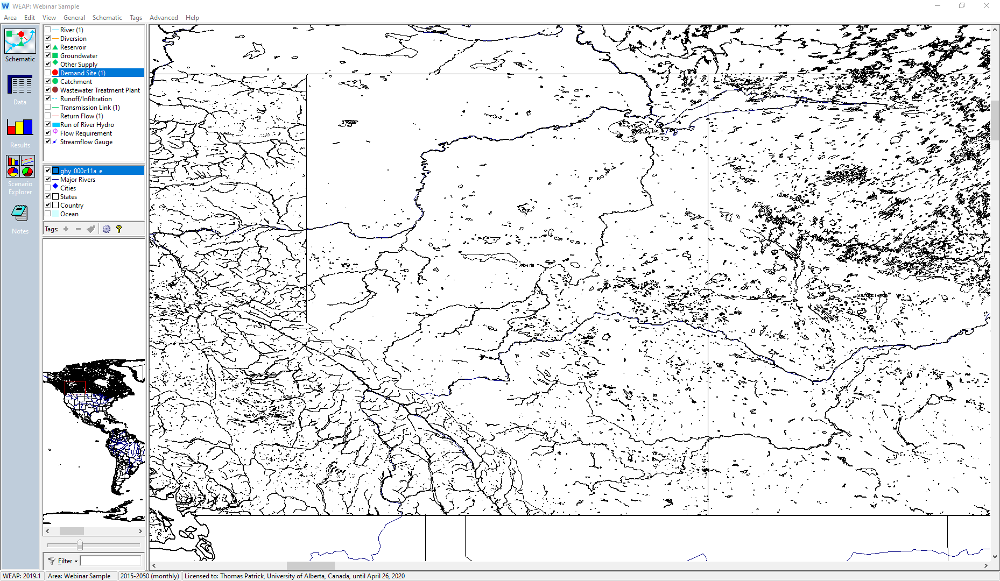 WEAP: Webinar Sample
Area Edit View General Schematic Tags Advanced Help
Schematic
Data
Results
Scenario
Explorer
Notes
River (1)
Diversion
Reservoir
Groundwater
Other Supply
Demand Site (1)
Catchment
Wastewater Treatment Plant
Runoff/Infiltration
Transmission Link (1)
Return Flow (1)
Run of River Hydro
Flow Requirement
Streamflow Gauge
ghy_000c11a_e
Major Rivers
Cities
States
Country
Ocean
Tags:
Filter
Alberta
WEAP: 2019.1 Area: Webinar Sample 2015-2050 (monthly) Licensed to: Thomas Patrick, University of Alberta, Canada, until April 26, 2020